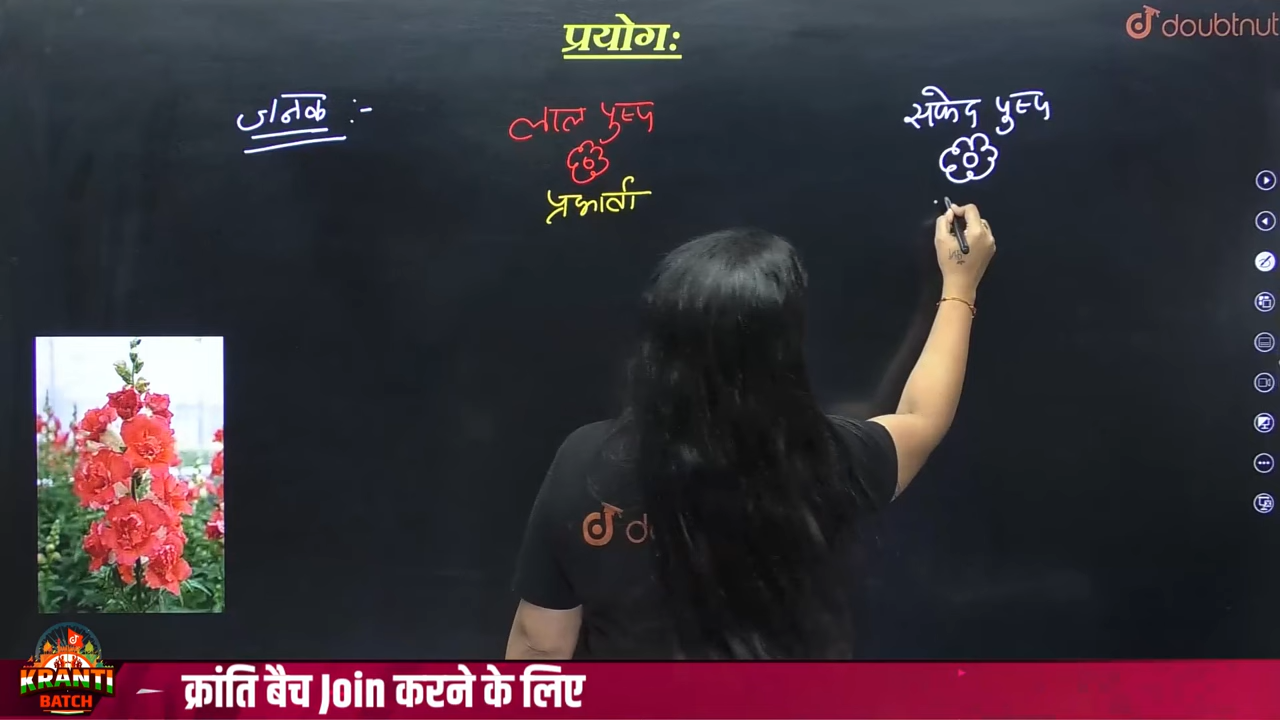 प्रयोग:
doubtnut
जनक :-
लाल पुष्प
सफेद पुष्प
प्रभावी
KRANTI
BATCH
क्रांति बैच Join करने के लिए